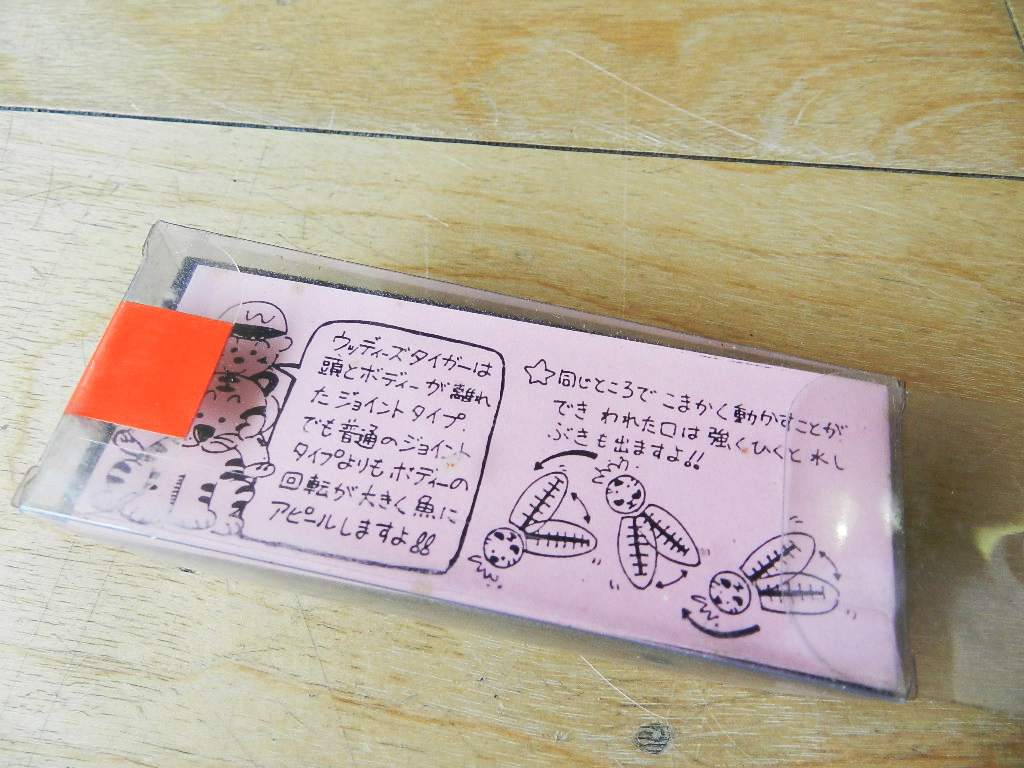 W
ウッディーズタイガーは
頭とボディーが離れ
たジョイントタイプ.
でも普通のジョイント
タイプよりもボディーの
回転が大きく魚に
アピールしますよ!!
☆同じところでこまかく動かすことが
できわれた口は強くひくと水し
ぶきも出ますよ!!